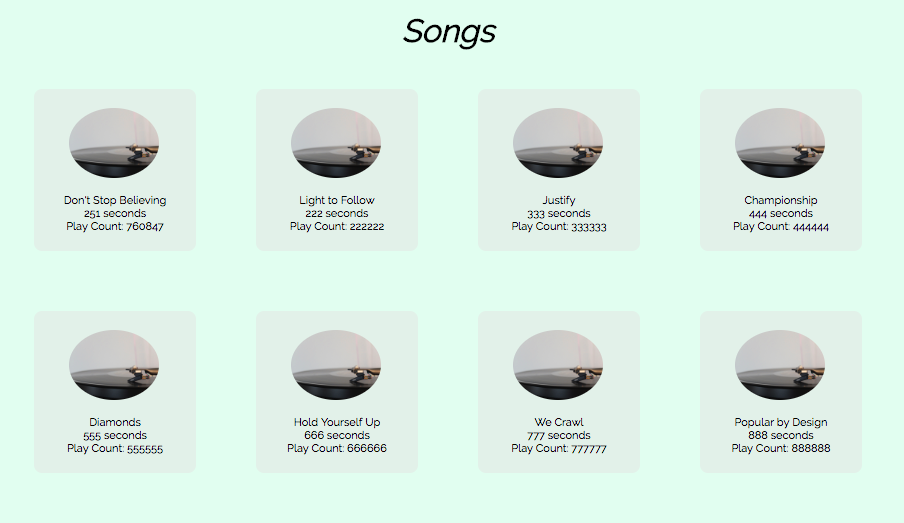 Songs
Don't Stop Believing
251 seconds
Play Count: 760847
Light to Follow
222 seconds
Play Count: 222222
Justify
333 seconds
Play Count: 333333
Championship
444 seconds
Play Count: 444444
Diamonds
555 seconds
Play Count: 555555
Hold Yourself Up
666 seconds
Play Count: 666666
We Crawl
777 seconds
Play Count: 777777
Popular by Design
888 seconds
Play Count: 888888